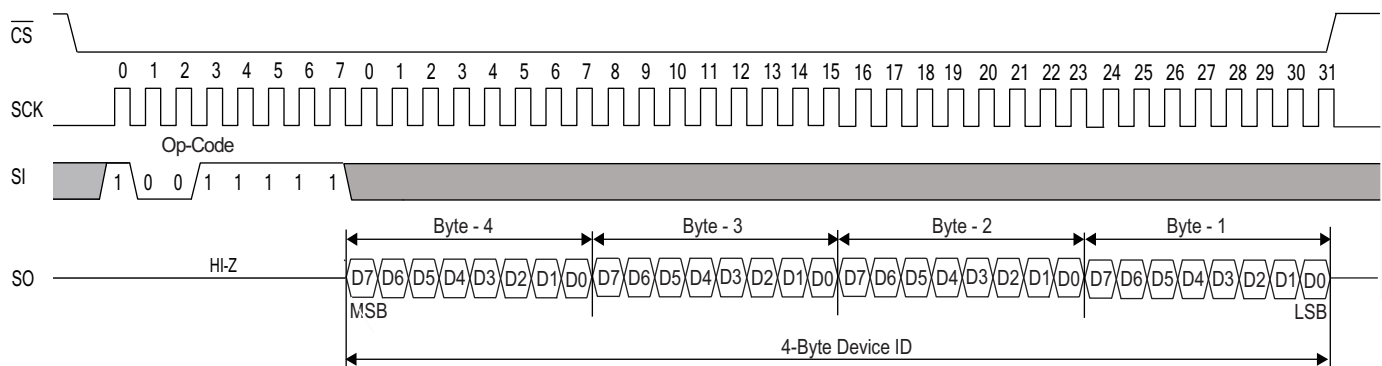 CS
0 1 2 3 4 5 6 7 0 1 2 3 4 5 6 7 8 9 10 11 12 13 14 15 16 17 18 19 20 21 22 23 24 25 26 27 28 29 30 31
SCK
Op-Code
SI 1 0 0 1 1 1 1 1
Byte - 4 Byte - 3 Byte - 2 Byte - 1
HI-Z
SO D7 D6 D5 D4 D3 D2 D1 D0 D7 D6 D5 D4 D3 D2 D1 D0 D7 D6 D5 D4 D3 D2 D1 D0 D7 D6 D5 D4 D3 D2 D1 D0
MSB LSB
4-Byte Device ID